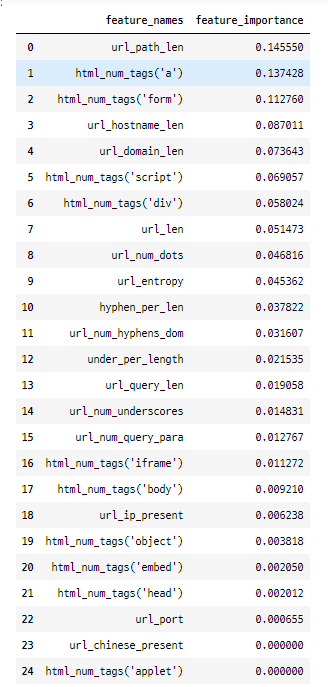 feature_names feature_importance
0 url_path_len 0.145550
1 html_num_tags('a') 0.137428
2 html_num_tags('form') 0.112760
3 url_hostname_len 0.087011
4 url_domain_len 0.073643
5 html_num_tags('script') 0.069057
6 html_num_tags('div') 0.058024
7 url_len 0.051473
8 url_num_dots 0.046816
9 url_entropy 0.045362
10 hyphen_per_len 0.037822
11 url_num_hyphens_dom 0.031607
12 under_per_length 0.021535
13 url_query_len 0.019058
14 url_num_underscores 0.014831
15 url_num_query_para 0.012767
16 html_num_tags('iframe') 0.011272
17 html_num_tags('body') 0.009210
18 url_ip_present 0.006238
19 html_num_tags('object') 0.003818
20 html_num_tags('embed') 0.002050
21 html_num_tags('head') 0.002012
22 url_port 0.000655
23 url_chinese_present 0.000000
24 html_num_tags('applet') 0.000000